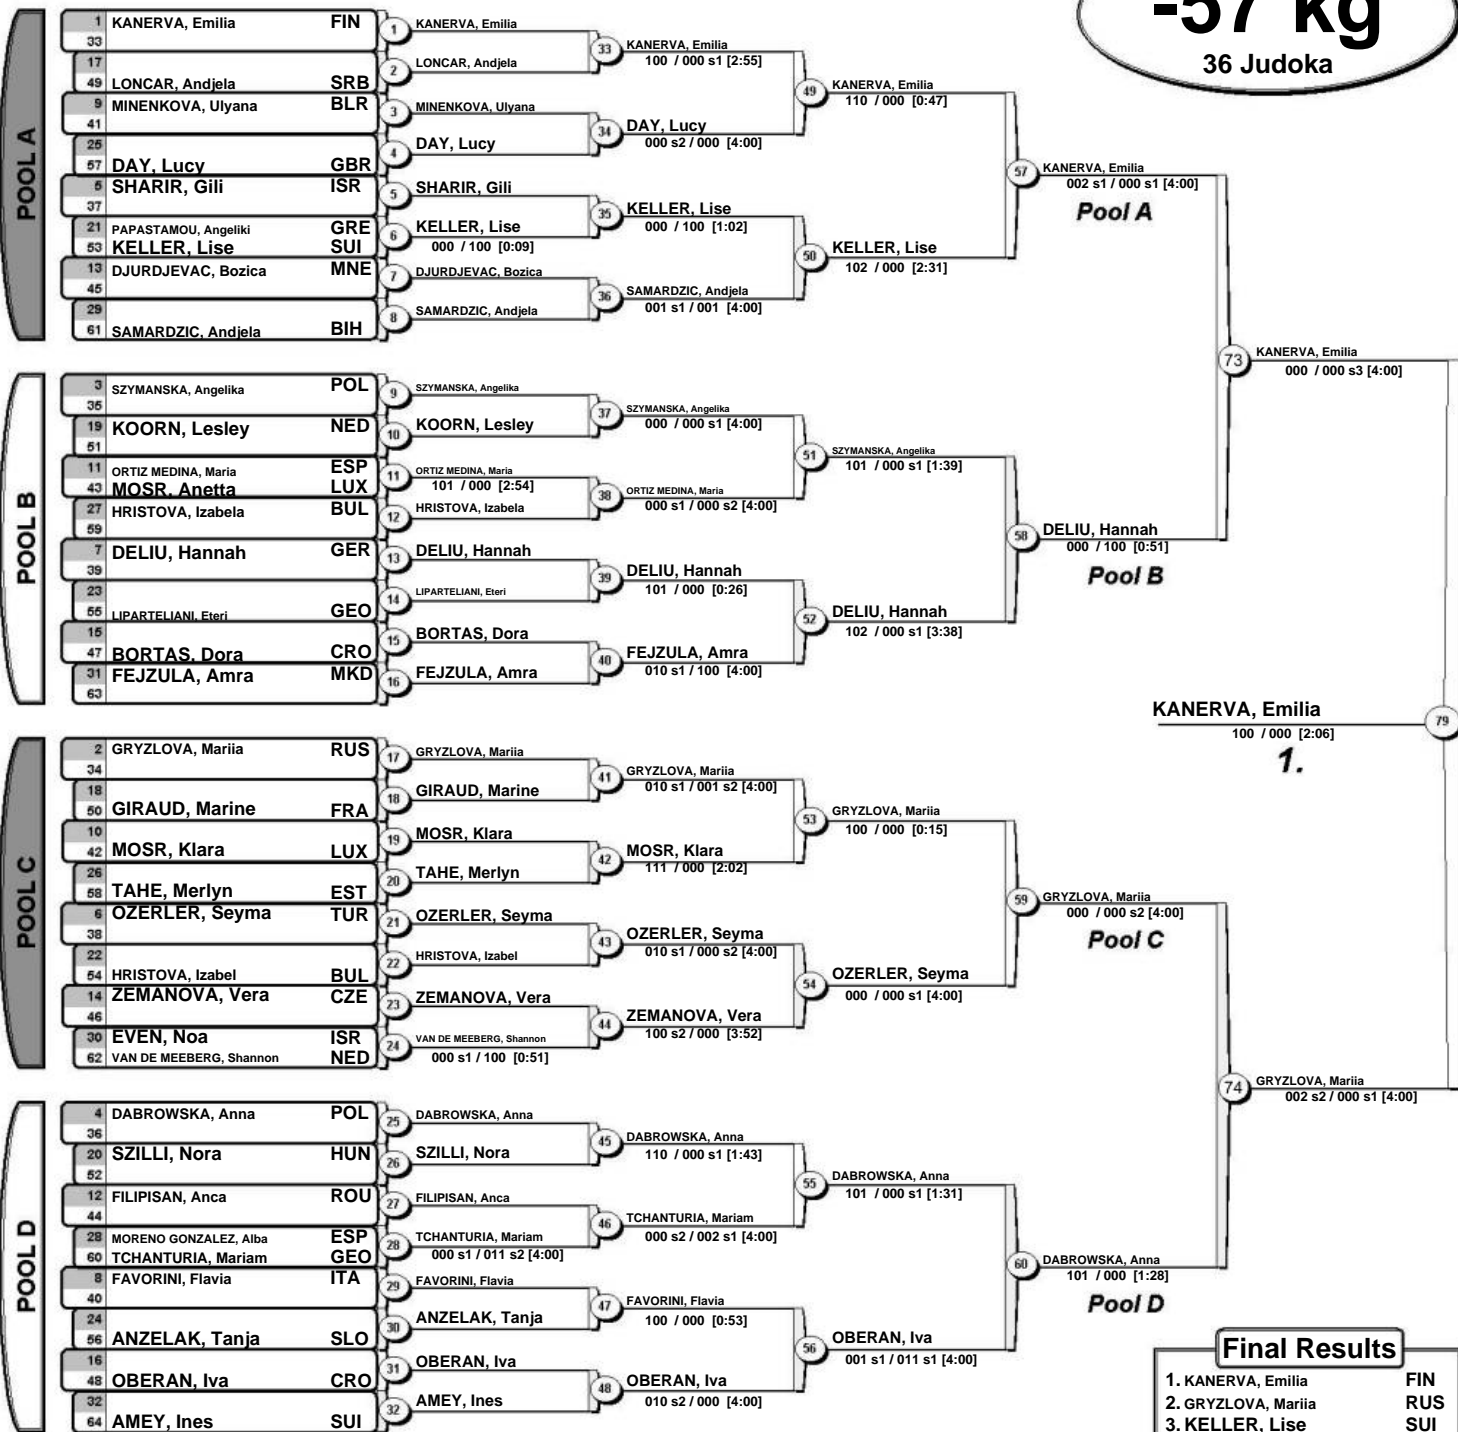 -57 kg
36 Judoka
POOL A
1 KANERVA, Emilia FIN
33
17
49 LONCAR, Andjela SRB
9 MINENKOVA, Ulyana BLR
41
25
57 DAY, Lucy GBR
5 SHARIR, Gili ISR
37
21 PAPASTAMOU, Angeliki GRE
53 KELLER, Lise SUI
13 DJURDJEVAC, Bozica MNE
45
29
61 SAMARDZIC, Andjela BIH
1 KANERVA, Emilia
2 LONCAR, Andjela
3 MINENKOVA, Ulyana
4 DAY, Lucy
5 SHARIR, Gili
6 KELLER, Lise
000 / 100 [0:09]
7 DJURDJEVAC, Bozica
8 SAMARDZIC, Andjela
33 KANERVA, Emilia
100 / 000 s1 [2:55]
34 DAY, Lucy
000 s2 / 000 [4:00]
35 KELLER, Lise
000 / 100 [1:02]
36 SAMARDZIC, Andjela
001 s1 / 001 [4:00]
49 KANERVA, Emilia
110 / 000 [0:47]
50 KELLER, Lise
102 / 000 [2:31]
57 KANERVA, Emilia
002 s1 / 000 s1 [4:00]
Pool A
POOL B
3 SZYMANSKA, Angelika POL
35
19 KOORN, Lesley NED
51
11 ORTIZ MEDINA, Maria ESP
43 MOSR, Anetta LUX
27 HRISTOVA, Izabela BUL
59
7 DELIU, Hannah GER
39
23
55 LIPARTELIANI, Eteri GEO
15
47 BORTAS, Dora CRO
31 FEJZULA, Amra MKD
63
9 SZYMANSKA, Angelika
10 KOORN, Lesley
11 ORTIZ MEDINA, Maria
101 / 000 [2:54]
12 HRISTOVA, Izabela
13 DELIU, Hannah
14 LIPARTELIANI, Eteri
15 BORTAS, Dora
16 FEJZULA, Amra
37 SZYMANSKA, Angelika
000 / 000 s1 [4:00]
38 ORTIZ MEDINA, Maria
000 s1 / 000 s2 [4:00]
39 DELIU, Hannah
101 / 000 [0:26]
40 FEJZULA, Amra
010 s1 / 100 [4:00]
51 SZYMANSKA, Angelika
101 / 000 s1 [1:39]
52 DELIU, Hannah
102 / 000 s1 [3:38]
58 DELIU, Hannah
000 / 100 [0:51]
Pool B
73 KANERVA, Emilia
000 / 000 s3 [4:00]
KANERVA, Emilia 79
100 / 000 [2:06]
1.
POOL C
2 GRYZLOVA, Mariia RUS
34
18
50 GIRAUD, Marine FRA
10
42 MOSR, Klara LUX
26
58 TAHE, Merlyn EST
6 OZERLER, Seyma TUR
38
22
54 HRISTOVA, Izabel BUL
14 ZEMANOVA, Vera CZE
46
30 EVEN, Noa ISR
62 VAN DE MEEBERG, Shannon NED
17 GRYZLOVA, Mariia
18 GIRAUD, Marine
19 MOSR, Klara
20 TAHE, Merlyn
21 OZERLER, Seyma
22 HRISTOVA, Izabel
23 ZEMANOVA, Vera
24 VAN DE MEEBERG, Shannon
000 s1 / 100 [0:51]
41 GRYZLOVA, Mariia
010 s1 / 001 s2 [4:00]
42 MOSR, Klara
111 / 000 [2:02]
43 OZERLER, Seyma
010 s1 / 000 s2 [4:00]
44 ZEMANOVA, Vera
100 s2 / 000 [3:52]
53 GRYZLOVA, Mariia
100 / 000 [0:15]
54 OZERLER, Seyma
000 / 000 s1 [4:00]
59 GRYZLOVA, Mariia
000 / 000 s2 [4:00]
Pool C
POOL D
4 DABROWSKA, Anna POL
36
20 SZILLI, Nora HUN
52
12 FILIPISAN, Anca ROU
44
28 MORENO GONZALEZ, Alba ESP
60 TCHANTURIA, Mariam GEO
8 FAVORINI, Flavia ITA
40
24
56 ANZELAK, Tanja SLO
16
48 OBERAN, Iva CRO
32
64 AMEY, Ines SUI
25 DABROWSKA, Anna
26 SZILLI, Nora
27 FILIPISAN, Anca
28 TCHANTURIA, Mariam
000 s1 / 011 s2 [4:00]
29 FAVORINI, Flavia
30 ANZELAK, Tanja
31 OBERAN, Iva
32 AMEY, Ines
45 DABROWSKA, Anna
110 / 000 s1 [1:43]
46 TCHANTURIA, Mariam
000 s2 / 002 s1 [4:00]
47 FAVORINI, Flavia
100 / 000 [0:53]
48 OBERAN, Iva
010 s2 / 000 [4:00]
55 DABROWSKA, Anna
101 / 000 s1 [1:31]
56 OBERAN, Iva
001 s1 / 011 s1 [4:00]
60 DABROWSKA, Anna
101 / 000 [1:28]
Pool D
74 GRYZLOVA, Mariia
002 s2 / 000 s1 [4:00]
Final Results
1. KANERVA, Emilia FIN
2. GRYZLOVA, Mariia RUS
3. KELLER, Lise SUI